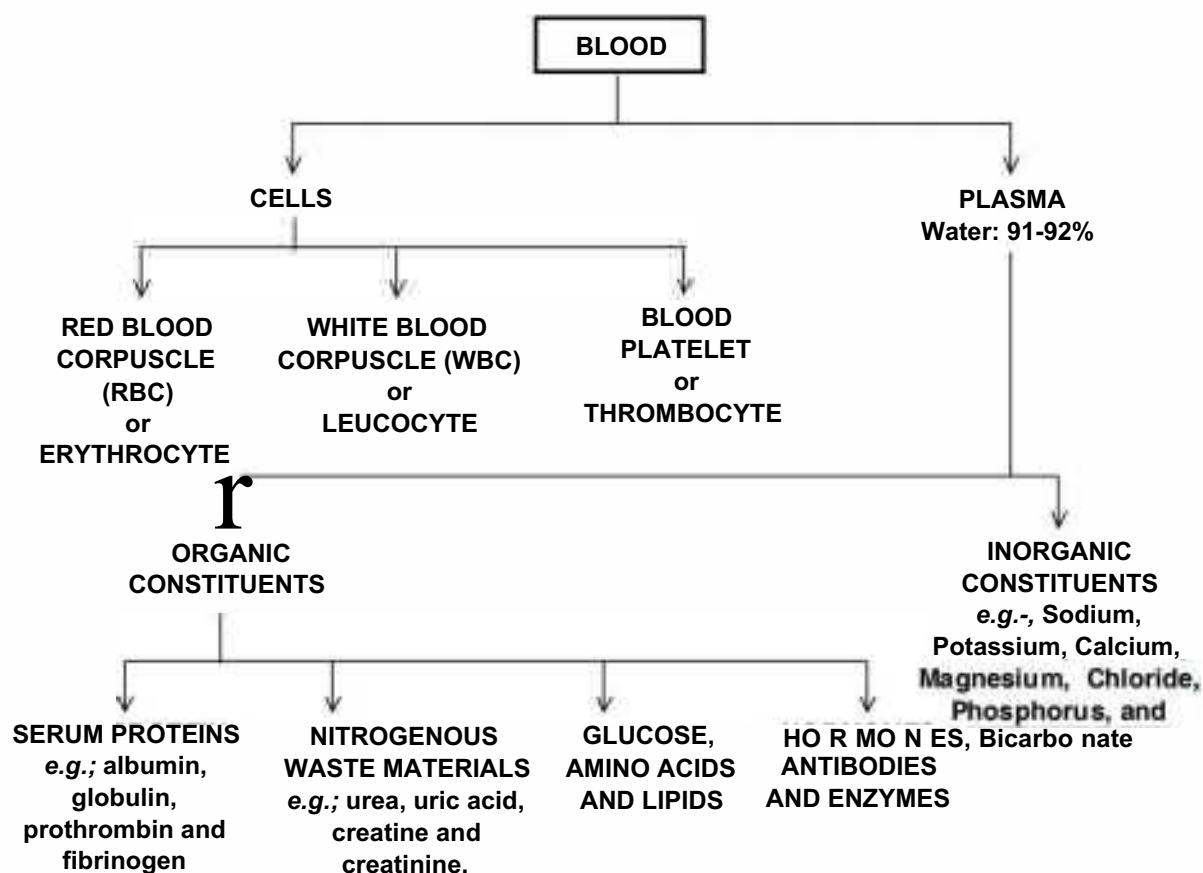 BLOOD
CELLS
PLASMA
Water: 91-92%
RED BLOOD
CORPUSCLE
(RBC)
or
ERYTHROCYTE
WHITE BLOOD
CORPUSCLE (WBC)
or
LEUCOCYTE
BLOOD
PLATELET
or
THROMBOCYTE
r
ORGANIC
CONSTITUENTS
INORGANIC
CONSTITUENTS
e.g.-, Sodium,
Potassium, Calcium,
Magnesium, Chloride,
Phosphorus, and
SERUM PROTEINS
e.g.; albumin,
globulin,
prothrombin and
fibrinogen
NITROGENOUS
WASTE MATERIALS
e.g.; urea, uric acid,
creatine and
creatinine.
GLUCOSE,
AMINO ACIDS
AND LIPIDS
HO R MO N ES, Bicarbo nate
ANTIBODIES
AND ENZYMES